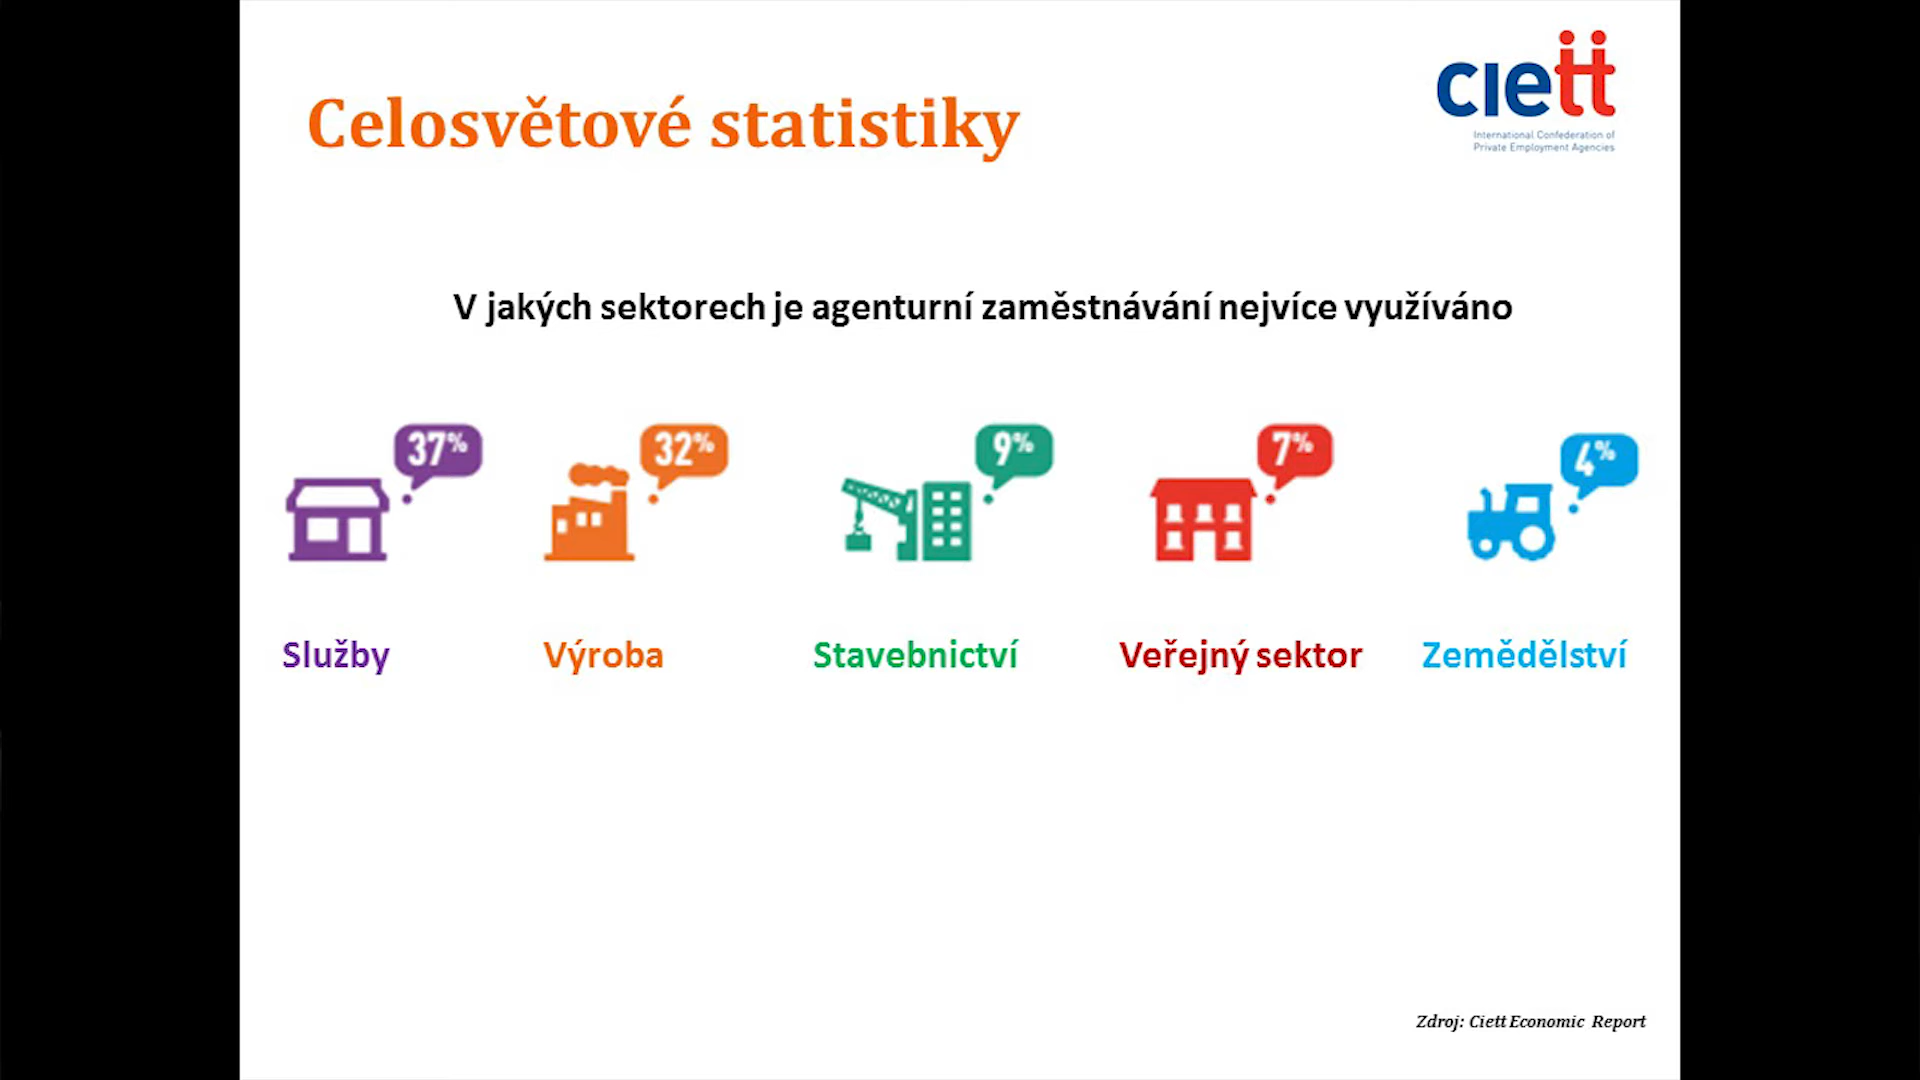 Celosvětové statistiky
ciett
International Confederation of
Private Employment Agencies
V jakých sektorech je agenturní zaměstnávání nejvíce využíváno
37% 32% 9% 7% 4%
Služby Výroba Stavebnictví Veřejný sektor Zemědělství
Zdroj: Ciett Economic Report